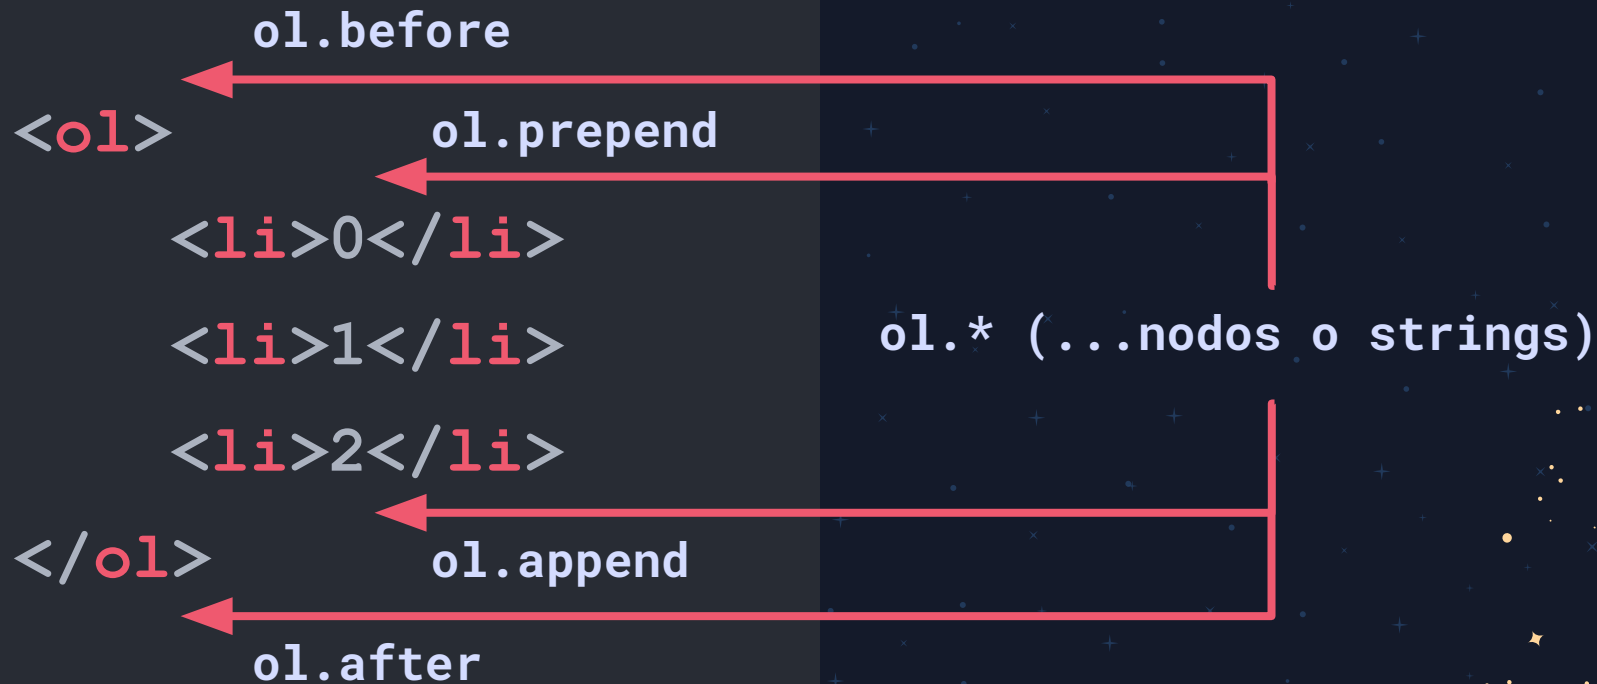 ol.before
<ol>
ol.prepend
<li>0</li>
<li>1</li>
ol.* (...nodos o strings)
<li>2</li>
</ol>
ol.append
ol.after